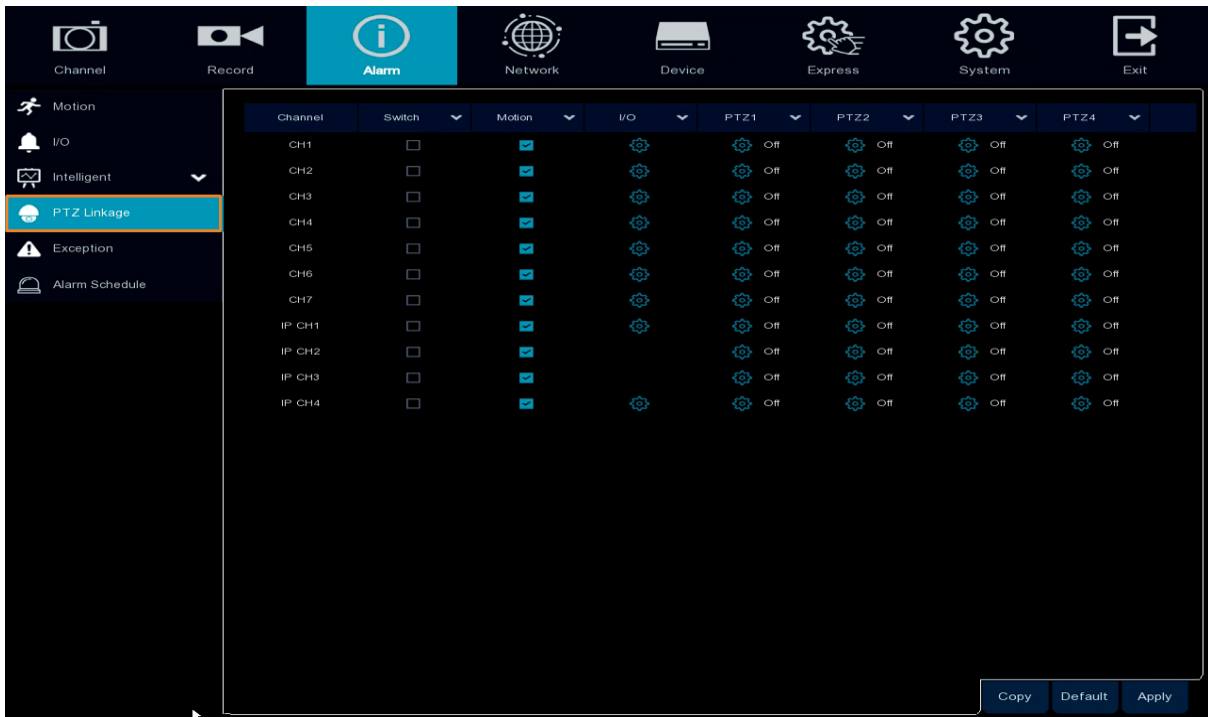 Channel Record Alarm Network Device Express System Exit
Motion
I/O
Intelligent
PTZ Linkage
Exception
Alarm Schedule
Channel Switch Motion I/O PTZ1 PTZ2 PTZ3 PTZ4
CH1 Off Off Off Off
CH2 Off Off Off Off
CH3 Off Off Off Off
CH4 Off Off Off Off
CH5 Off Off Off Off
CH6 Off Off Off Off
CH7 Off Off Off Off
IP CH1 Off Off Off Off
IP CH2 Off Off Off Off
IP CH3 Off Off Off Off
IP CH4 Off Off Off Off
Copy Default Apply